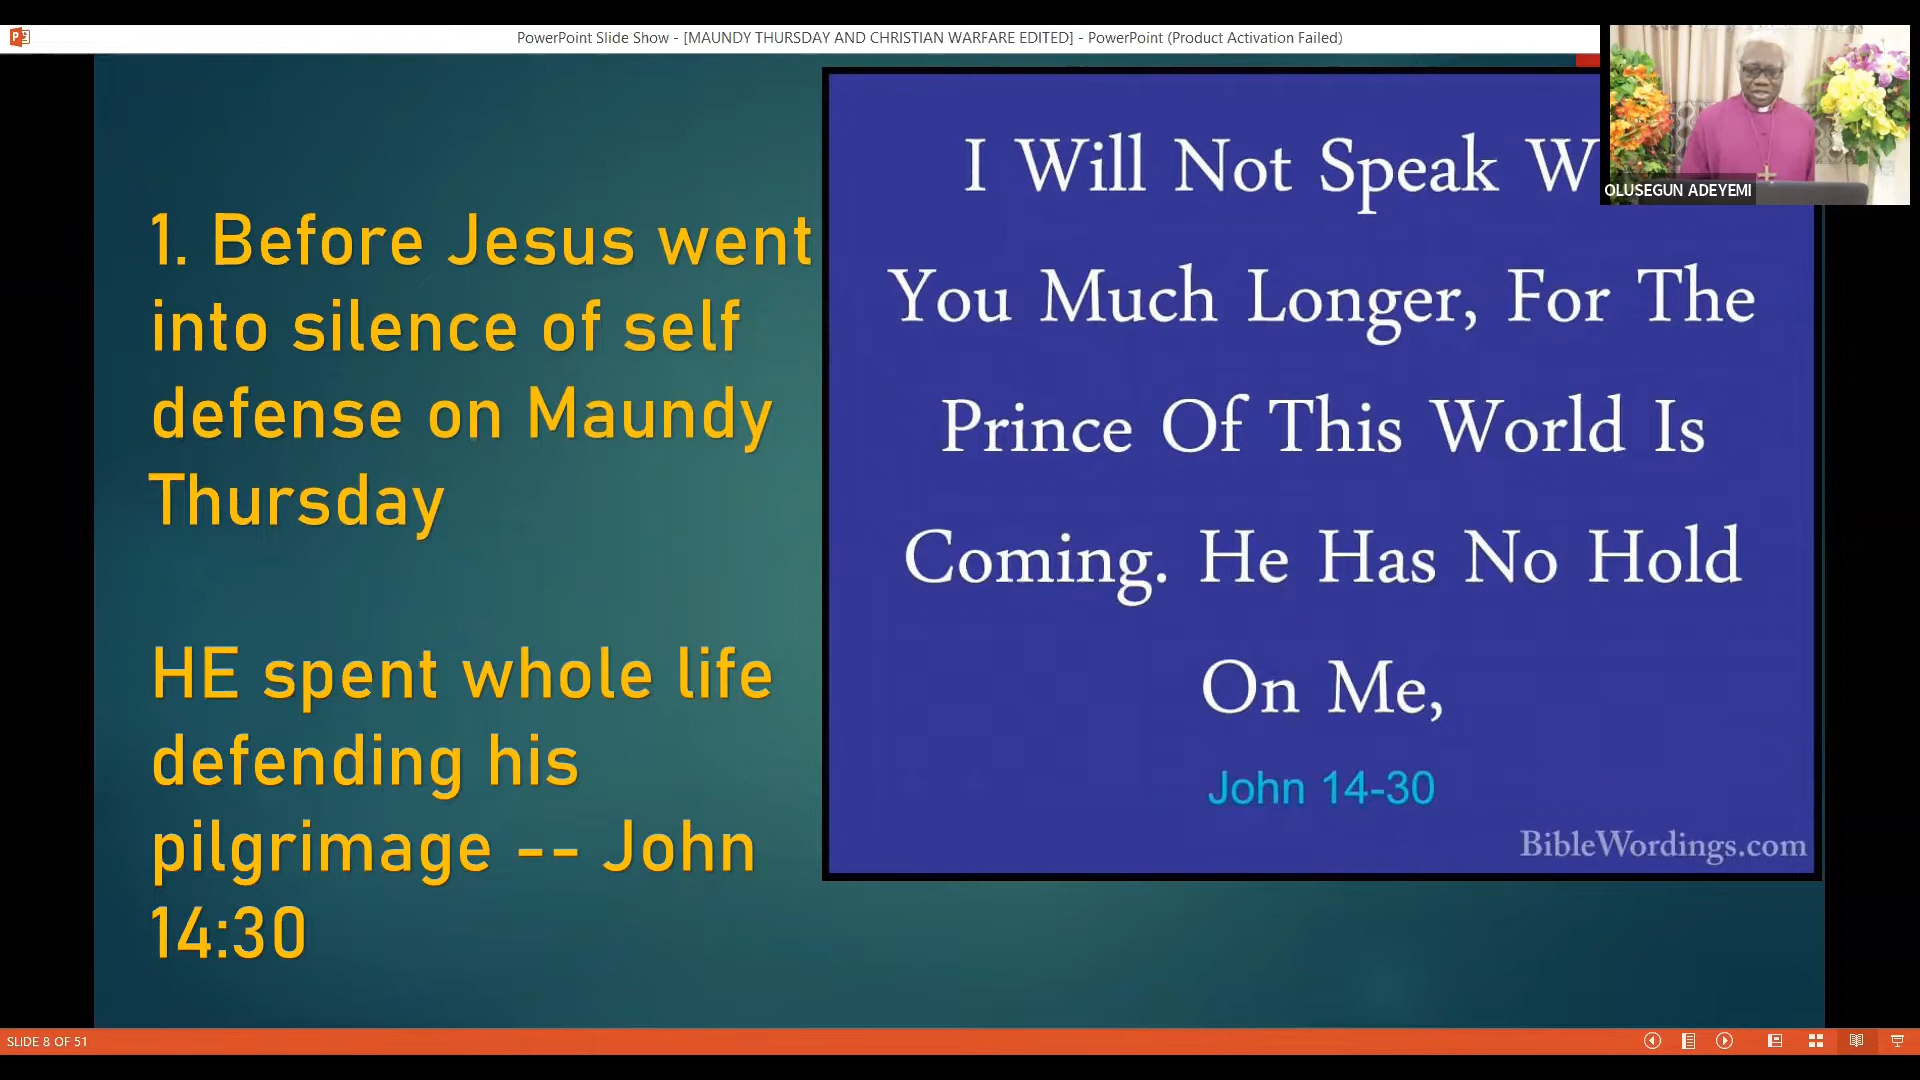 PowerPoint Slide Show - [MAUNDY THURSDAY AND CHRISTIAN WARFARE EDITED] - PowerPoint (Product Activation Failed)
1. Before Jesus went
into silence of self
defense on Maundy
Thursday
HE spent whole life
defending his
pilgrimage -- John
14:30
I Will Not Speak W
You Much Longer, For The
Prince Of This World Is
Coming. He Has No Hold
On Me,
John 14-30
BibleWordings.com
OLUSEGUN ADEYEMI
SLIDE 8 OF 51